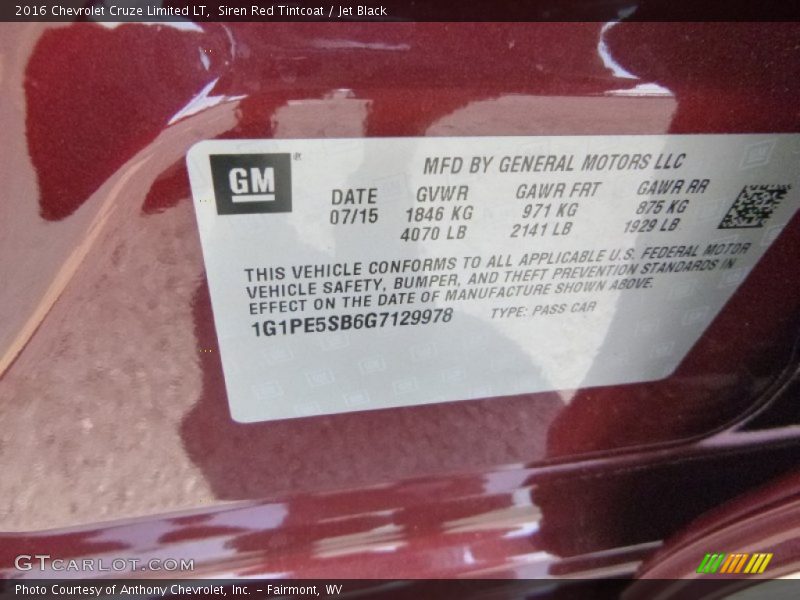 2016 Chevrolet Cruze Limited LT, Siren Red Tintcoat / Jet Black
GM®
MFD BY GENERAL MOTORS LLC
DATE GVWR GAWR FRT GAWR RR
07/15 1846 KG 971 KG 875 KG
4070 LB 2141 LB 1929 LB
THIS VEHICLE CONFORMS TO ALL APPLICABLE U.S. FEDERAL MOTOR
VEHICLE SAFETY, BUMPER, AND THEFT PREVENTION STANDARDS IN
EFFECT ON THE DATE OF MANUFACTURE SHOWN ABOVE.
1G1PE5SB6G7129978 TYPE: PASS CAR
GTCARLOT.COM
Photo Courtesy of Anthony Chevrolet, Inc. – Fairmont, WV